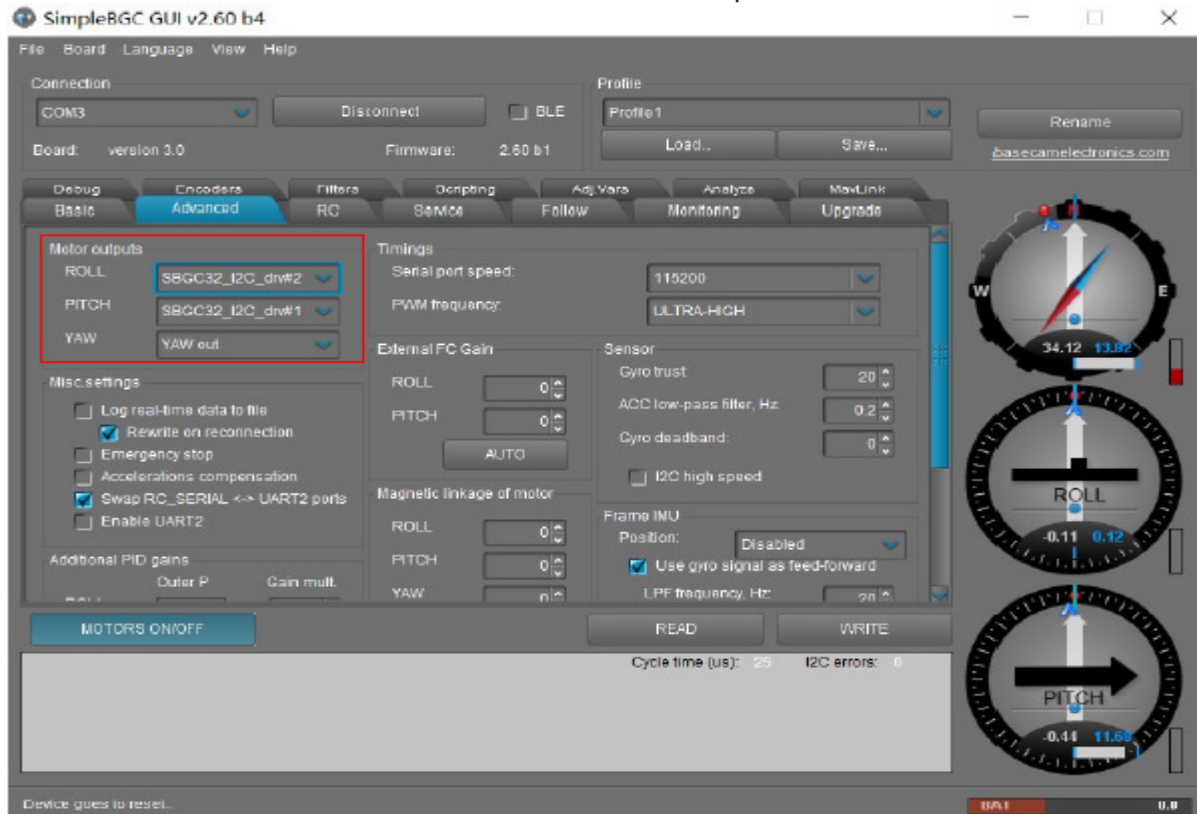 SimpleBGC GUI v2.60 b4
File Board Language View Help
Connection
COM3 Disconnect BLE
Board: version 3.0 Firmware: 2.60 b1
Profile
Profile1
Load... Save...
Rename
basecamelectronics.com
Debug Encoders Filters Scripting Adj.Vars Analyze MavLink
Basic Advanced RC Service Follow Monitoring Upgrade
Motor outputs
ROLL SBGC32_I2C_drv#2
PITCH SBGC32_I2C_drv#1
YAW YAW out
Misc.settings
Log real-time data to file
Rewrite on reconnection
Emergency stop
Accelerations compensation
Swap RC_SERIAL <-> UART2 ports
Enable UART2
Additional PID gains
Outer P Gain mult.
Timings
Serial port speed: 115200
PWM frequency: ULTRA-HIGH
External FC Gain
ROLL 0
PITCH 0
AUTO
Magnetic linkage of motor
ROLL 0
PITCH 0
YAW 0
Sensor
Gyro trust 20
ACC low-pass filter, Hz 0.2
Gyro deadband: 0
I2C high speed
Frame IMU
Position: Disabled
Use gyro signal as feed-forward
LPF frequency, Hz: 20
MOTORS ON/OFF READ WRITE
Cycle time (us): 25 I2C errors: 0
N
W E
34.12 13.82
ROLL
-0.11 0.12
PITCH
-0.44 11.69
Device goes to reset..
BAT 0.0